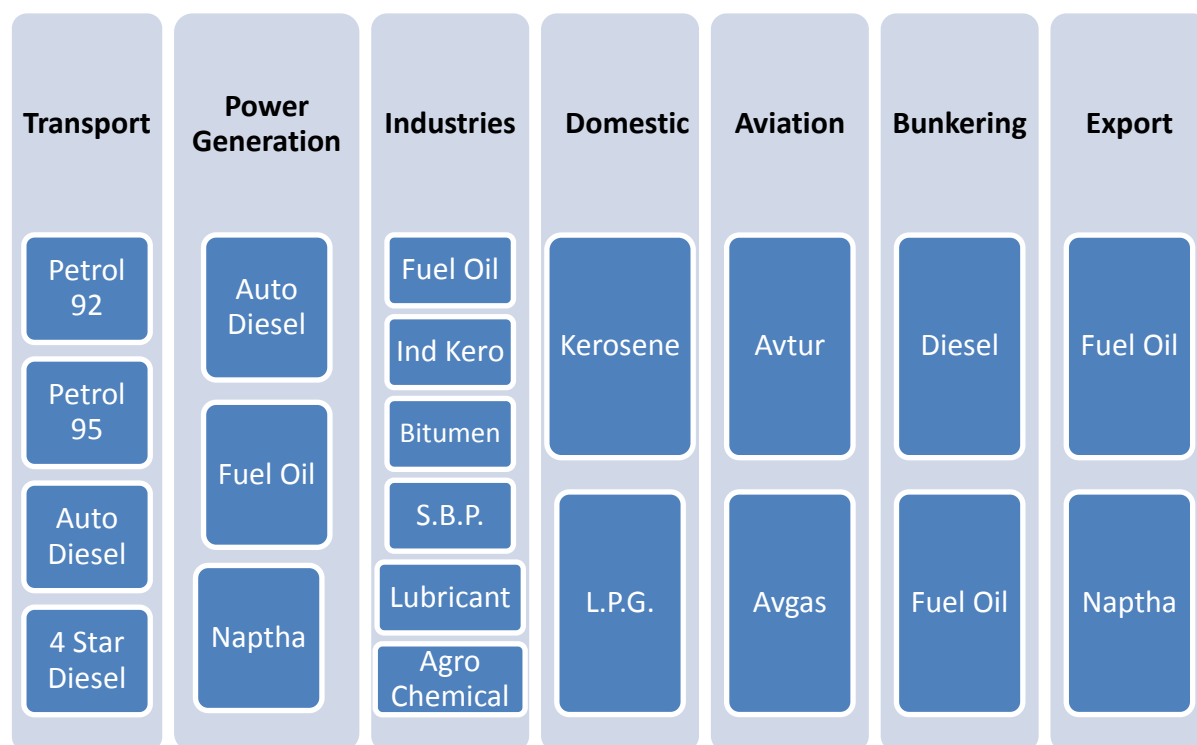 Transport
Petrol
92
Petrol
95
Auto
Diesel
4 Star
Diesel
Power
Generation
Auto
Diesel
Fuel Oil
Naptha
Industries
Fuel Oil
Ind Kero
Bitumen
S.B.P.
Lubricant
Agro
Chemical
Domestic
Kerosene
L.P.G.
Aviation
Avtur
Avgas
Bunkering
Diesel
Fuel Oil
Export
Fuel Oil
Naptha